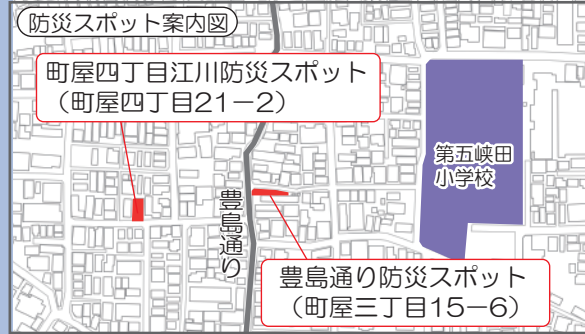 防災スポット案内図
町屋四丁目江川防災スポット
（町屋四丁目21－2）
第五峡田
小学校
豊島通り
豊島通り防災スポット
（町屋三丁目15－6）